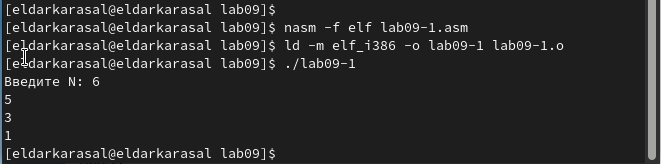 [eldarkarasal@eldarkarasal lab09]$
[eldarkarasal@eldarkarasal lab09]$ nasm -f elf lab09-1.asm
[eldarkarasal@eldarkarasal lab09]$ ld -m elf_i386 -o lab09-1 lab09-1.o
[eldarkarasal@eldarkarasal lab09]$ ./lab09-1
Введите N: 6
5
3
1
[eldarkarasal@eldarkarasal lab09]$